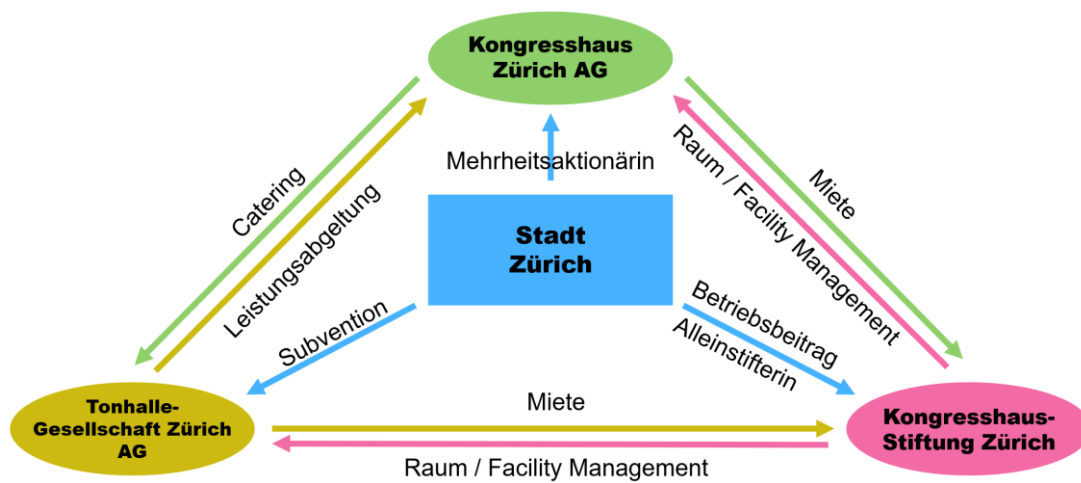 Kongresshaus
Zürich AG
Mehrheitsaktionärin
Catering
Leistungsabgeltung
Raum / Facility Management
Miete
Stadt
Zürich
Subvention
Betriebsbeitrag
Alleinstifterin
Tonhalle-
Gesellschaft Zürich
AG
Miete
Raum / Facility Management
Kongresshaus-
Stiftung Zürich